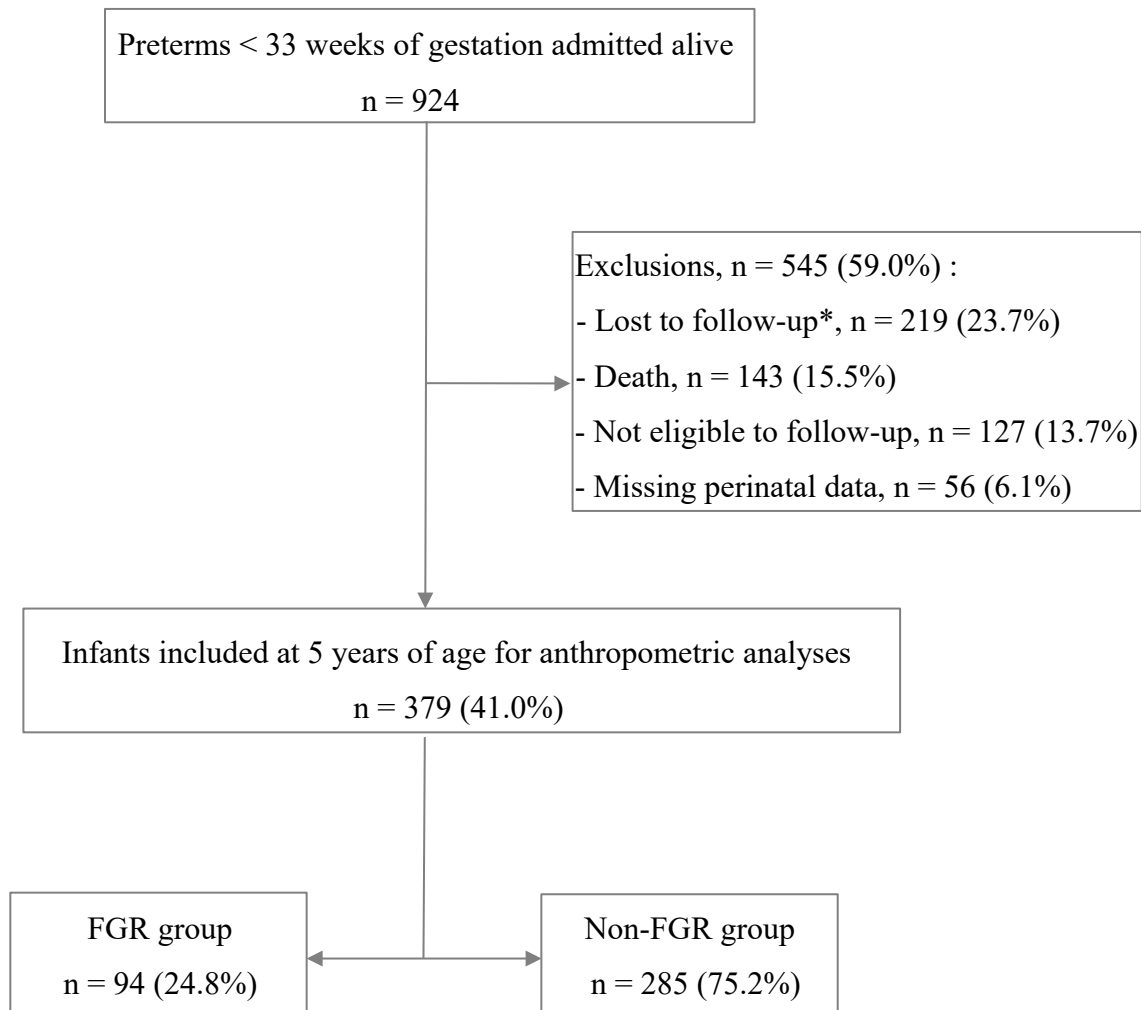 Preterms < 33 weeks of gestation admitted alive
n = 924
Exclusions, n = 545 (59.0%) :
- Lost to follow-up*, n = 219 (23.7%)
- Death, n = 143 (15.5%)
- Not eligible to follow-up, n = 127 (13.7%)
- Missing perinatal data, n = 56 (6.1%)
Infants included at 5 years of age for anthropometric analyses
n = 379 (41.0%)
FGR group
n = 94 (24.8%)
Non-FGR group
n = 285 (75.2%)